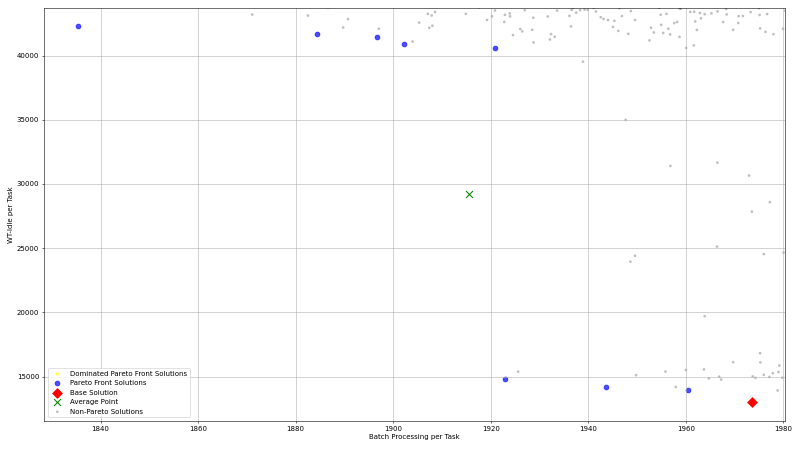 40000
35000
30000
25000
20000
15000
WT-Idle per Task
Dominated Pareto Front Solutions
Pareto Front Solutions
Base Solution
Average Point
Non-Pareto Solutions
1840 1860 1880 1900 1920 1940 1960 1980
Batch Processing per Task